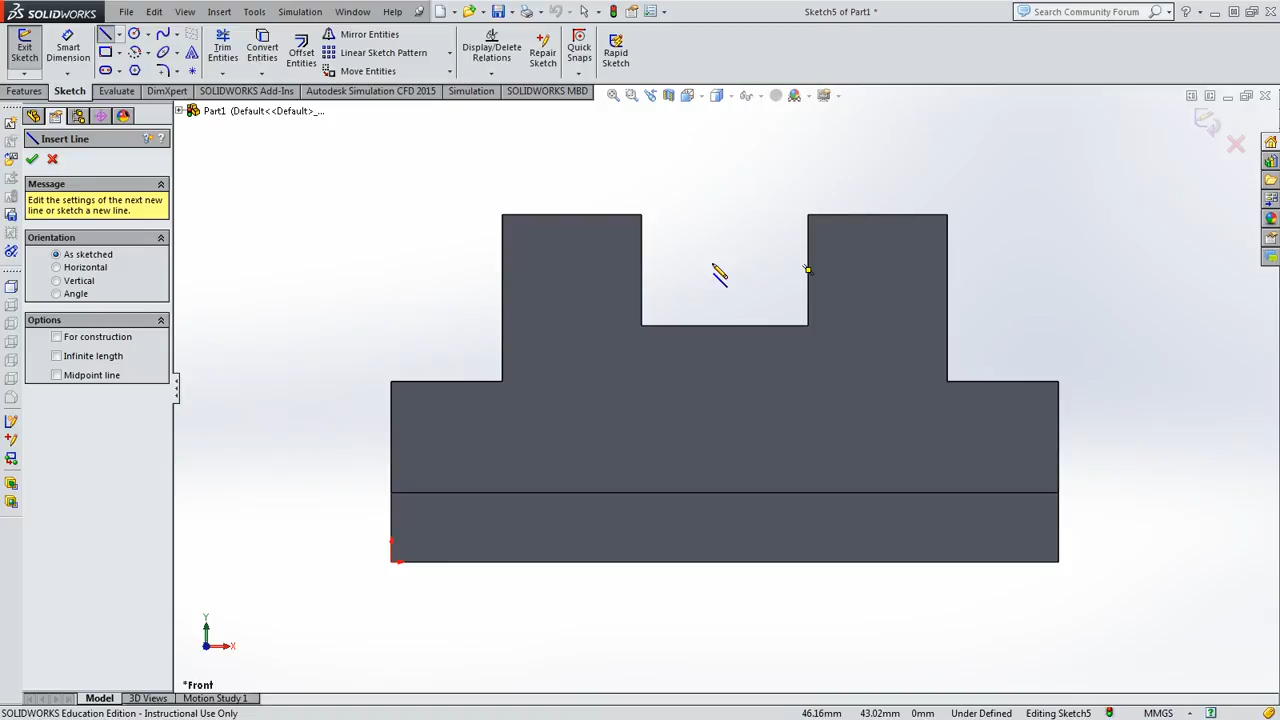 SOLIDWORKS File Edit View Insert Tools Simulation Window Help Sketch5 of Part1 * Search Community Forum
Exit Sketch
Smart Dimension
Trim Entities
Convert Entities
Offset Entities
Mirror Entities
Linear Sketch Pattern
Move Entities
Display/Delete Relations
Repair Sketch
Quick Snaps
Rapid Sketch
Features Sketch Evaluate DimXpert SOLIDWORKS Add-Ins Autodesk Simulation CFD 2015 Simulation SOLIDWORKS MBD
Part1 (Default<<Default>_...
Insert Line
Message
Edit the settings of the next new
line or sketch a new line.
Orientation
As sketched
Horizontal
Vertical
Angle
Options
For construction
Infinite length
Midpoint line
Y
X
*Front
Model 3D Views Motion Study 1
SOLIDWORKS Education Edition - Instructional Use Only 46.16mm 43.02mm 0mm Under Defined Editing Sketch5 MMGS